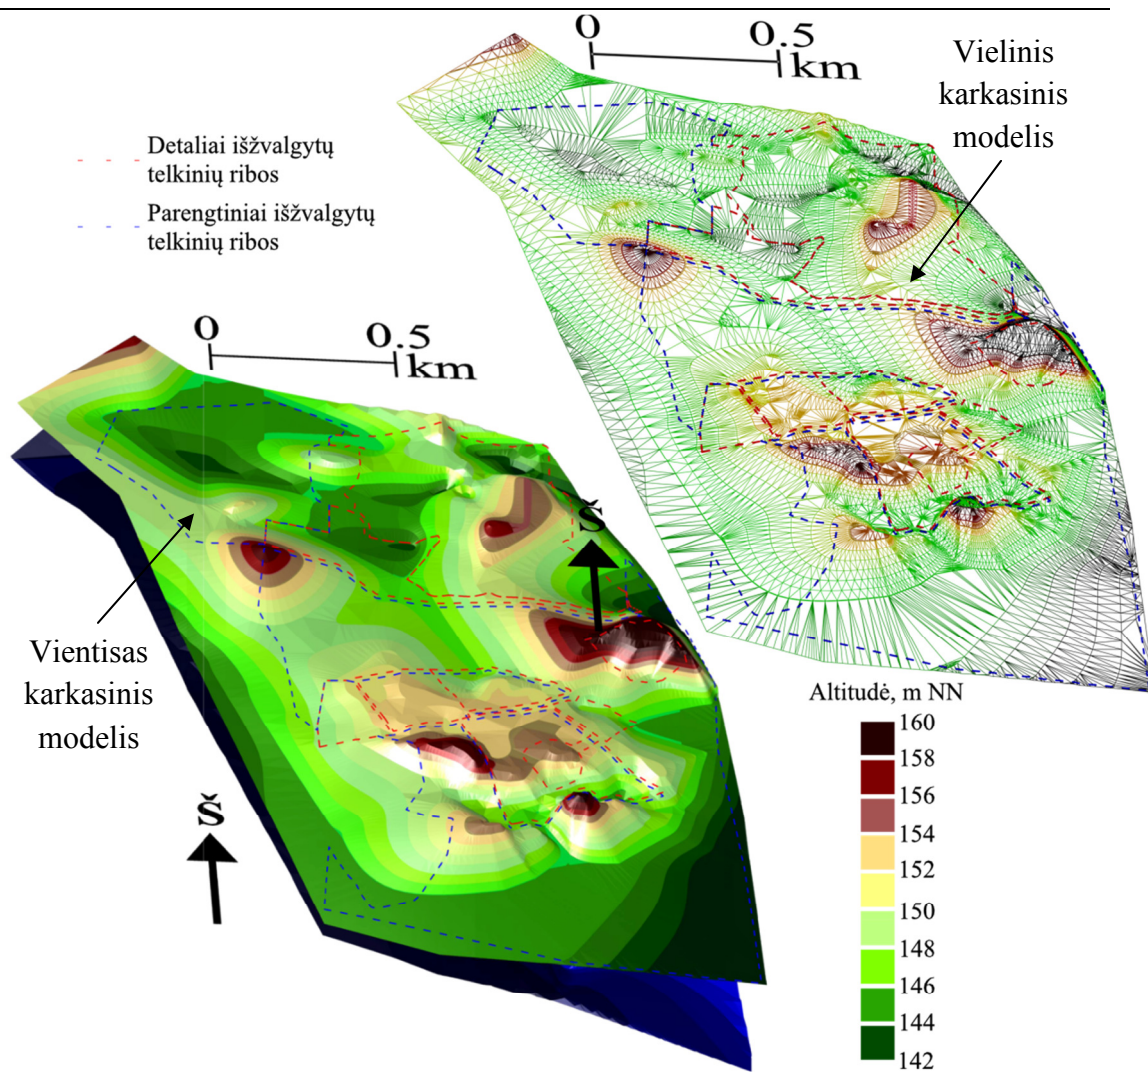 0 0.5
km
Vielinis
karkasinis
modelis
Detaliai išžvalgytų
telkinių ribos
Parengtiniai išžvalgytų
telkinių ribos
0 0.5
km
Š
Vientisas
karkasinis
modelis
Š
Altitudė, m NN
160
158
156
154
152
150
148
146
144
142